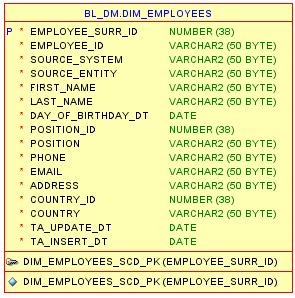 BL_DM.DIM_EMPLOYEES
P * EMPLOYEE_SURR_ID NUMBER (38)
* EMPLOYEE_ID VARCHAR2 (50 BYTE)
* SOURCE_SYSTEM VARCHAR2 (50 BYTE)
* SOURCE_ENTITY VARCHAR2 (50 BYTE)
* FIRST_NAME VARCHAR2 (50 BYTE)
* LAST_NAME VARCHAR2 (50 BYTE)
* DAY_OF_BIRTHDAY_DT DATE
* POSITION_ID NUMBER (38)
* POSITION VARCHAR2 (50 BYTE)
* PHONE VARCHAR2 (50 BYTE)
* EMAIL VARCHAR2 (50 BYTE)
* ADDRESS VARCHAR2 (50 BYTE)
* COUNTRY_ID NUMBER (38)
* COUNTRY VARCHAR2 (50 BYTE)
* TA_UPDATE_DT DATE
* TA_INSERT_DT DATE
DIM_EMPLOYEES_SCD_PK (EMPLOYEE_SURR_ID)
DIM_EMPLOYEES_SCD_PK (EMPLOYEE_SURR_ID)